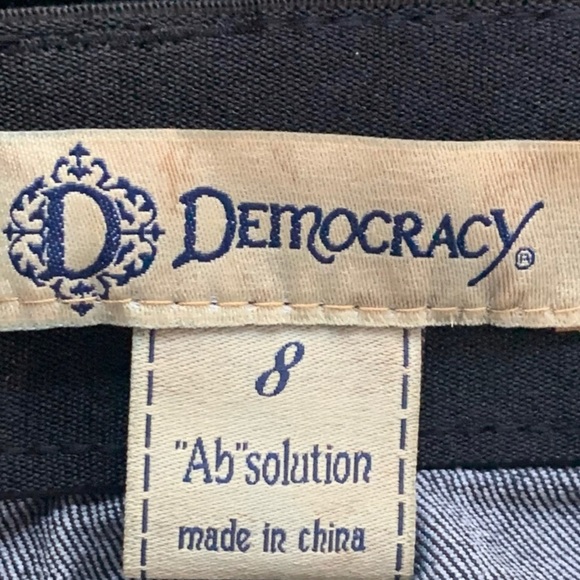 D DEMOCRACY®
8
"Ab"solution
made in china